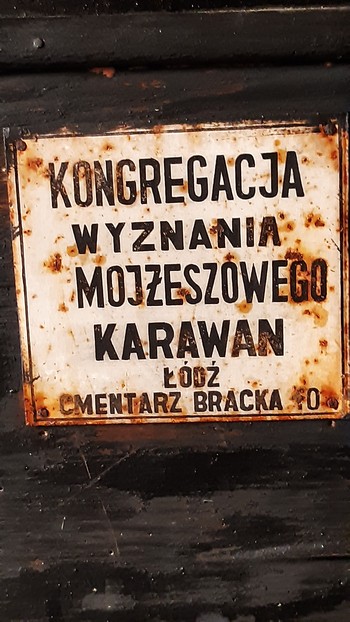 KONGREGACJA
WYZNANIA
MOJŻESZOWEGO
KARAWAN
ŁÓDŹ
CMENTARZ BRACKA 40